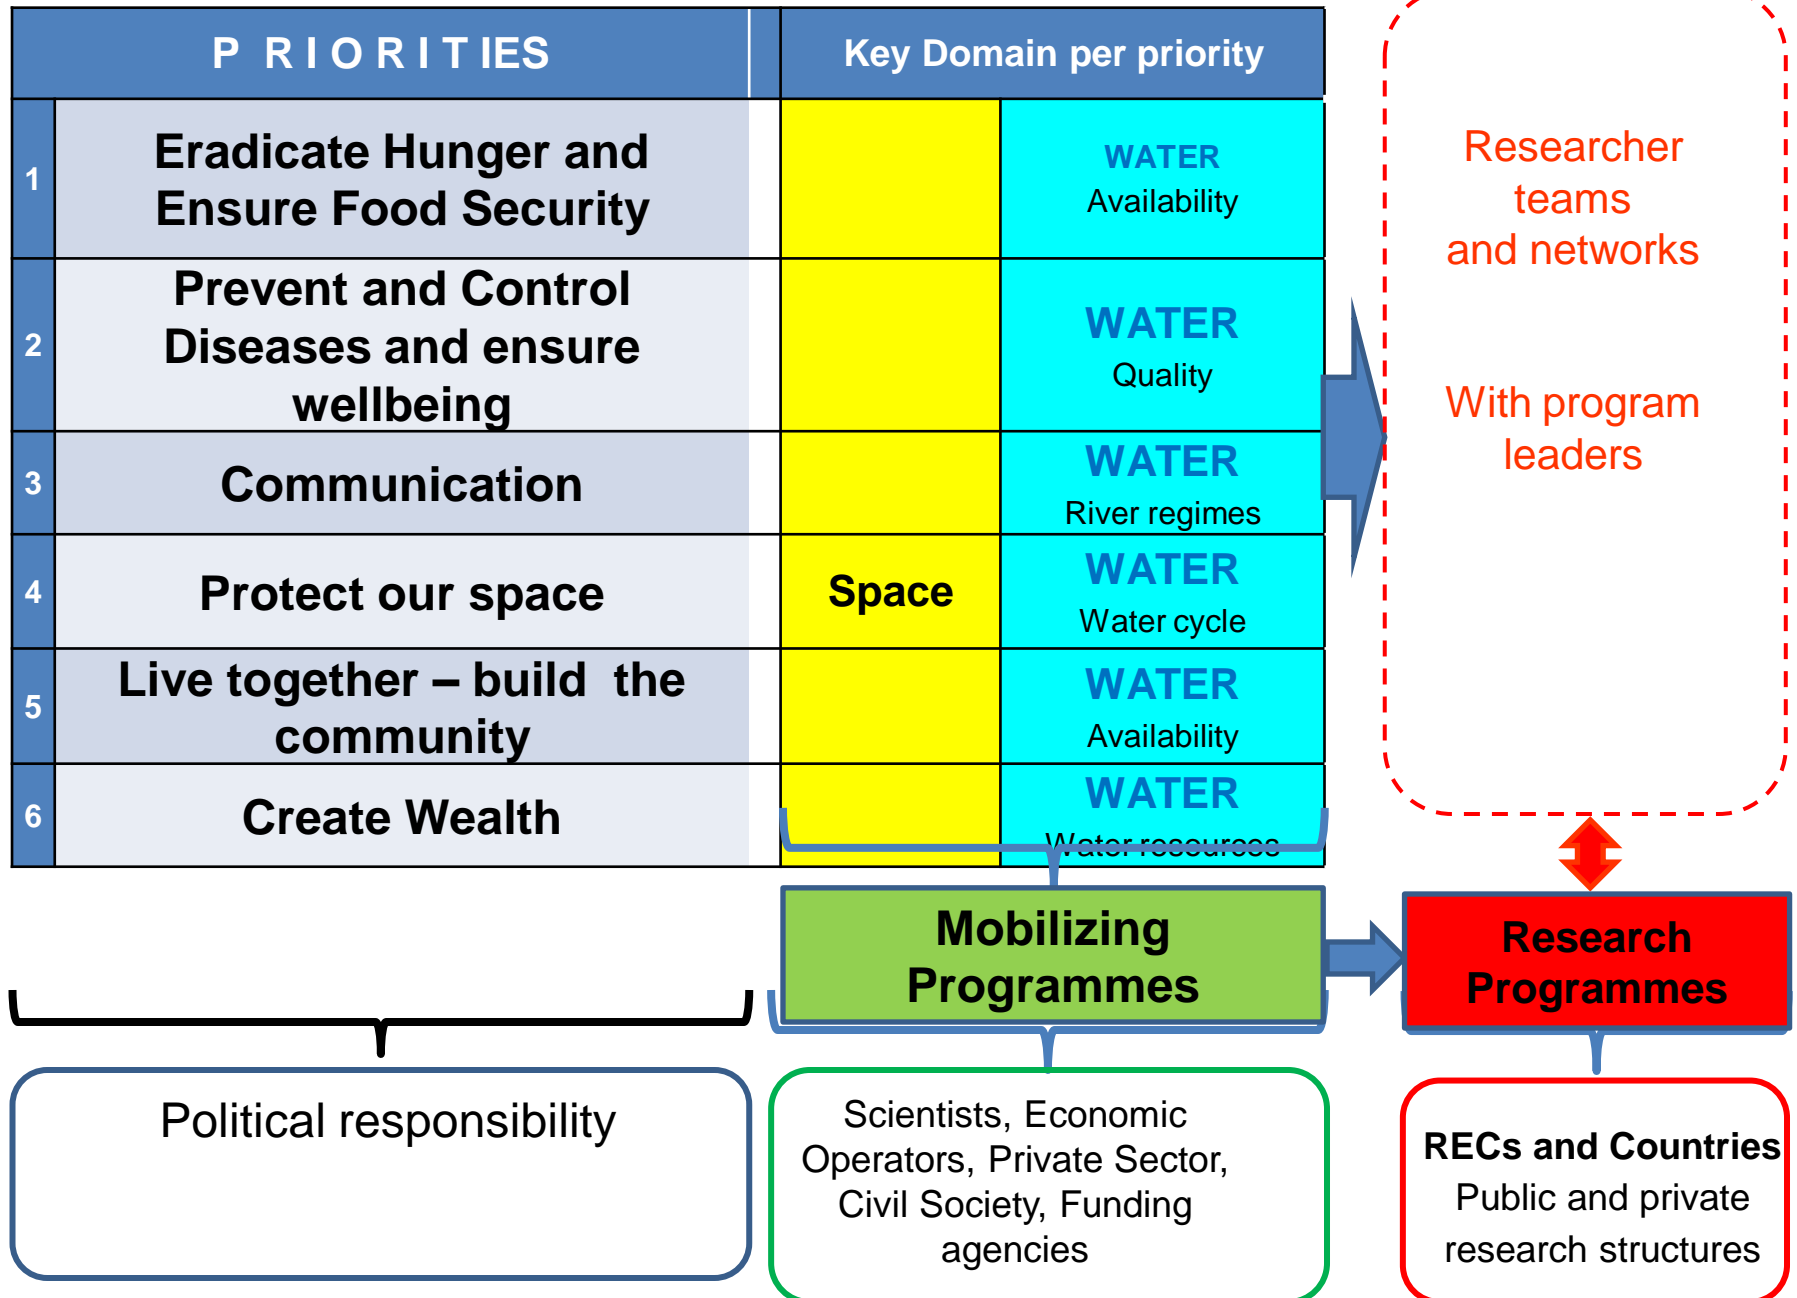 P R I O R I T IES
Key Domain per priority
1
Eradicate Hunger and
Ensure Food Security
WATER
Availability
2
Prevent and Control
Diseases and ensure
wellbeing
WATER
Quality
3
Communication
WATER
River regimes
4
Protect our space
Space
WATER
Water cycle
5
Live together – build the
community
WATER
Availability
6
Create Wealth
WATER
Water resources
Researcher
teams
and networks
With program
leaders
Mobilizing
Programmes
Research
Programmes
Political responsibility
Scientists, Economic
Operators, Private Sector,
Civil Society, Funding
agencies
RECs and Countries
Public and private
research structures